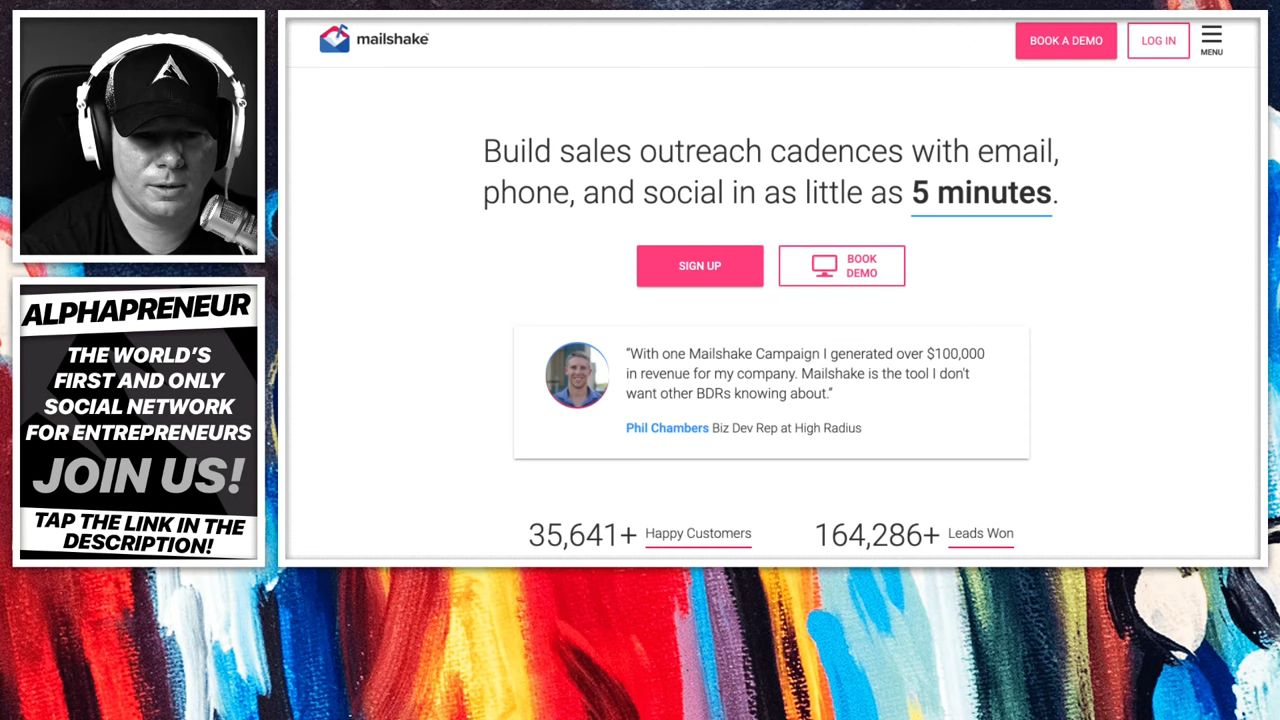 mailshake
BOOK A DEMO
LOG IN
MENU
Build sales outreach cadences with email,
phone, and social in as little as 5 minutes.
SIGN UP
BOOK
DEMO
“With one Mailshake Campaign I generated over $100,000
in revenue for my company. Mailshake is the tool I don't
want other BDRs knowing about.”
Phil Chambers Biz Dev Rep at High Radius
35,641+ Happy Customers
164,286+ Leads Won
ALPHAPRENEUR
THE WORLD'S
FIRST AND ONLY
SOCIAL NETWORK
FOR ENTREPRENEURS
JOIN US!
TAP THE LINK IN THE
DESCRIPTION!